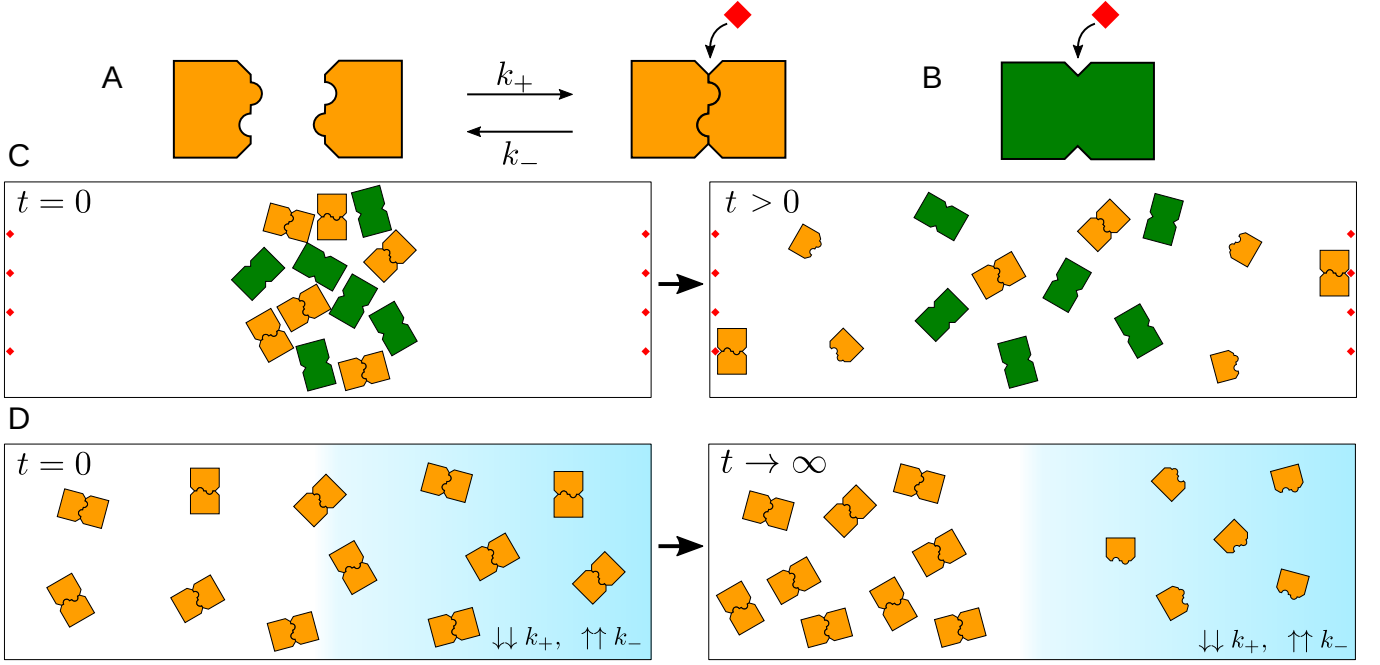 A
k₊
k₋
B
C
t = 0
t > 0
D
t = 0
↓↓ k₊, ↑↑ k₋
t → ∞
↓↓ k₊, ↑↑ k₋